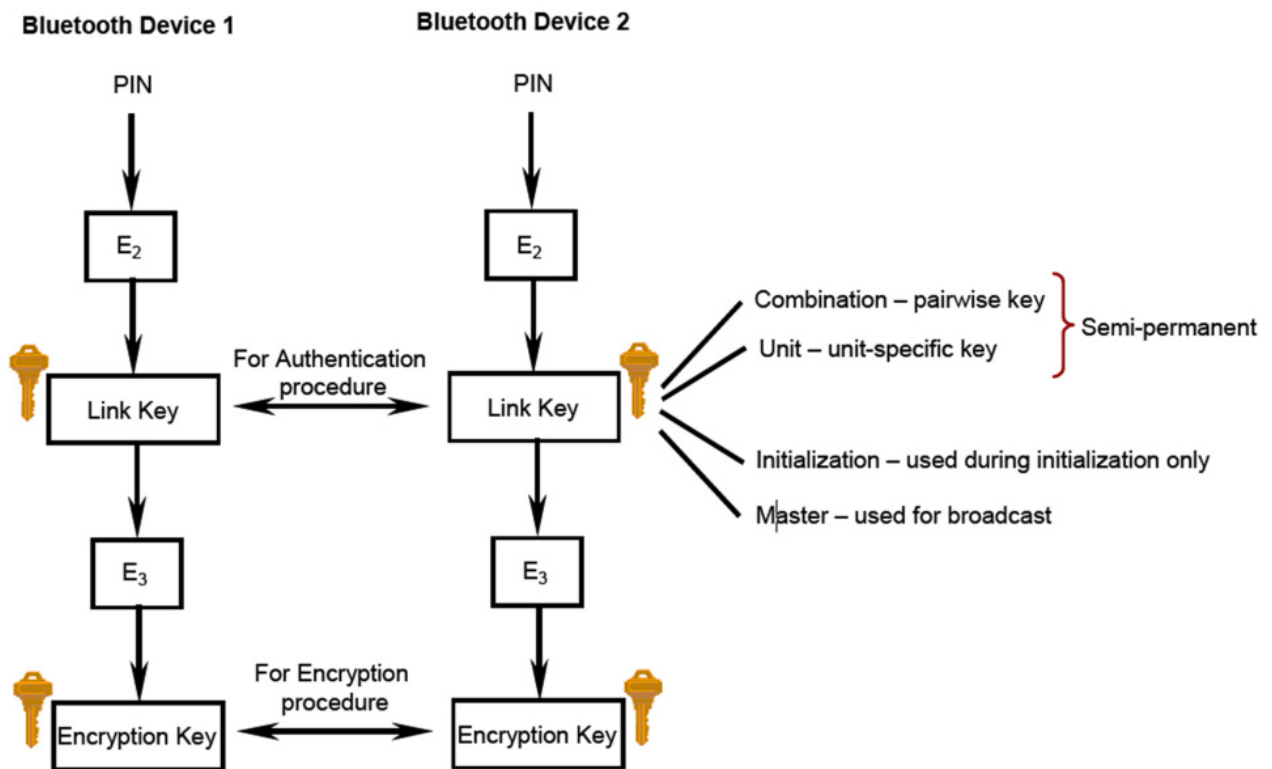 Bluetooth Device 1
Bluetooth Device 2
PIN
PIN
E₂
E₂
Combination – pairwise key
Unit – unit-specific key
Semi-permanent
For Authentication
procedure
Link Key
Link Key
Initialization – used during initialization only
Master – used for broadcast
E₃
E₃
For Encryption
procedure
Encryption Key
Encryption Key